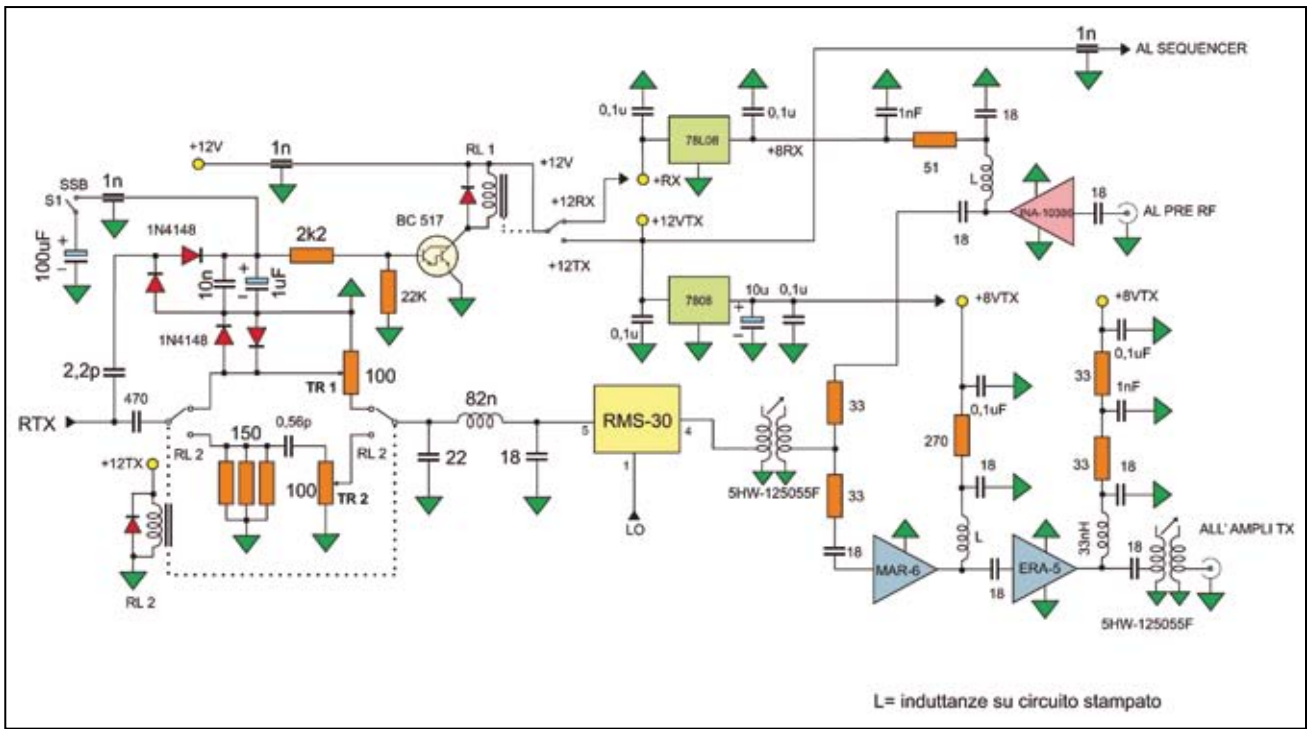 1n
AL SEQUENCER
0,1u
0,1u
1nF
18
+12V
1n
RL 1
+12V
78L08
+8RX
51
SSB
1n
S1
+RX
+12RX
L
INA-10386
18
AL PRE RF
18
100uF
+
−
1N4148
2k2
BC 517
+12VTX
+12TX
10n
+
−
1uF
22K
7808
10u
+
−
0,1u
+8VTX
+8VTX
0,1u
1N4148
2,2p
TR 1
100
33
0,1uF
33
1nF
470
82n
RTX
RMS-30
5
4
1
33
0,1uF
270
33
18
RL 2
150
0,56p
RL 2
22
18
+12TX
100
TR 2
5HW-125055F
33
18
LO
L
33nH
ALL' AMPLI TX
18
MAR-6
18
ERA-5
18
RL 2
5HW-125055F
L= induttanze su circuito stampato